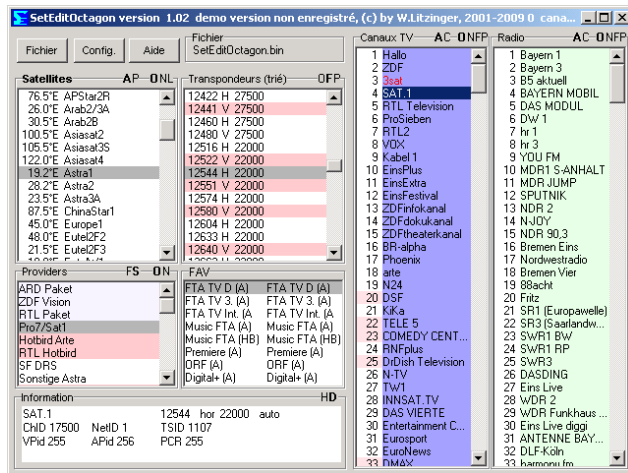 SetEditOctagon version 1.02 demo version non enregistré, (c) by W.Litzinger, 2001-2009 0 cana...
Fichier
Config.
Aide
Fichier
SetEditOctagon.bin
Satellites AP-ONL
76.5°E APStar2R
26.0°E Arab2/3A
30.5°E Arab2B
100.5°E Asiasat2
105.5°E Asiasat3S
122.0°E Asiasat4
19.2°E Astra1
28.2°E Astra2
23.5°E Astra3A
87.5°E ChinaStar1
45.0°E Europe1
48.0°E Eutel2F2
21.5°E Eutel2F3
Transpondeurs (trié) OFP
12422 H 27500
12441 V 27500
12460 H 27500
12480 V 27500
12516 H 22000
12522 V 22000
12544 H 22000
12551 V 22000
12574 H 22000
12580 V 22000
12604 H 22000
12633 H 22000
12640 V 22000
Providers FS ON
ARD Paket
ZDF Vision
RTL Paket
Pro7/Sat1
Hotbird Arte
RTL Hotbird
SF DRS
Sonstige Astra
FAV
FTA TV D (A) FTA TV D (A)
FTA TV 3. (A) FTA TV 3. (A)
FTA TV Int. (A FTA TV Int. (A
Music FTA (A) Music FTA (A)
Music FTA (HB) Music FTA (HB)
Premiere (A) Premiere (A)
ORF (A) ORF (A)
Digital+ (A) Digital+ (A)
Information HD
SAT.1 12544 hor 22000 auto
ChID 17500 NetID 1 TSID 1107
VPid 255 APid 256 PCR 255
Canaux TV AC-ONFP
1 Hallo
2 ZDF
3 3sat
4 SAT.1
5 RTL Television
6 ProSieben
7 RTL2
8 VOX
9 Kabel 1
10 EinsPlus
11 EinsExtra
12 EinsFestival
13 ZDFinfokanal
14 ZDFdokukanal
15 ZDFtheaterkanal
16 BR-alpha
17 Phoenix
18 arte
19 N24
20 DSF
21 KiKa
22 TELE 5
23 COMEDY CENT...
24 RNFplus
25 DrDish Television
26 N-TV
27 TW1
28 INNSAT.TV
29 DAS VIERTE
30 Entertainment C...
31 Eurosport
32 EuroNews
33 DMAX
Radio AC-ONFP
1 Bayern 1
2 Bayern 3
3 B5 aktuell
4 BAYERN MOBIL
5 DAS MODUL
6 DW 1
7 hr 1
8 hr 3
9 YOU FM
10 MDR1 S-ANHALT
11 MDR JUMP
12 SPUTNIK
13 NDR 2
14 N-JOY
15 NDR 90,3
16 Bremen Eins
17 Nordwestradio
18 Bremen Vier
19 88acht
20 Fritz
21 SR1 (Europawelle)
22 SR3 (Saarlandw...
23 SWR1 BW
24 SWR1 RP
25 SWR3
26 DASDING
27 Eins Live
28 WDR 2
29 WDR Funkhaus ...
30 Eins Live diggi
31 ANTENNE BAY...
32 DLF-Köln
33 harmony fm